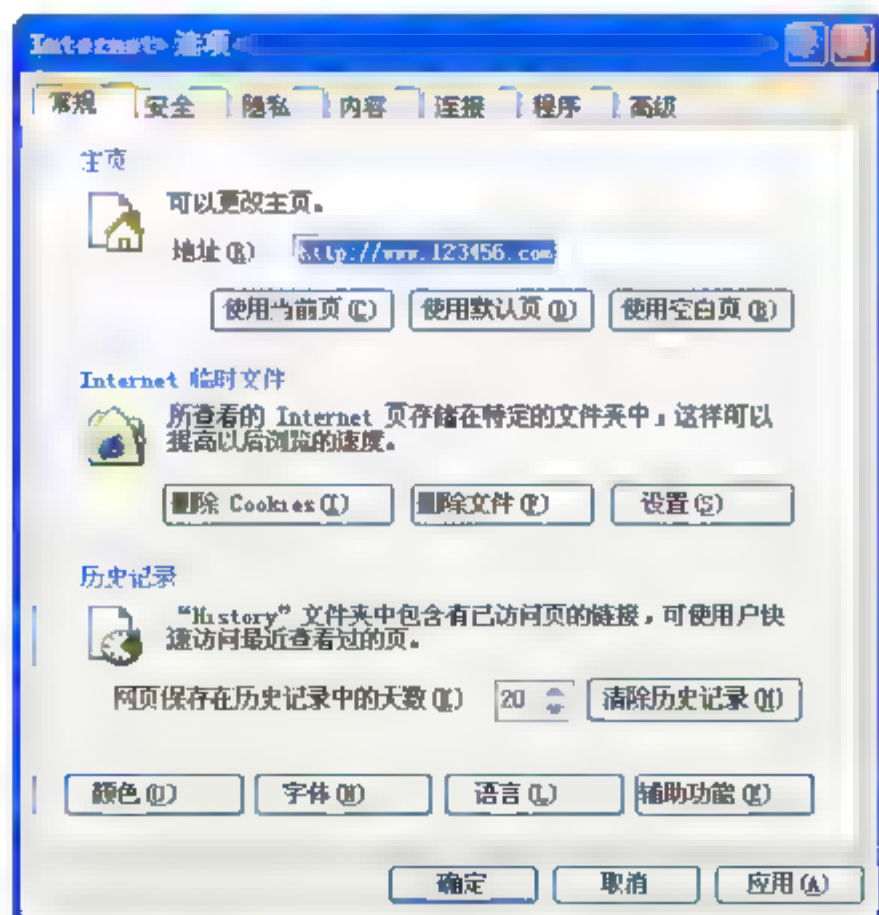 Internet 选项
常规 安全 隐私 内容 连接 程序 高级
主页
可以更改主页。
地址(R) http://www.123456.com
使用当前页(C) 使用默认页(D) 使用空白页(B)
Internet 临时文件
所查看的 Internet 页存储在特定的文件夹中，这样可以
提高以后浏览的速度。
删除 Cookies(I) 删除文件(F) 设置(S)
历史记录
“History”文件夹中包含有已访问页的链接，可使用户快
速访问最近查看过的页。
网页保存在历史记录中的天数(K) 20 清除历史记录(H)
颜色(O) 字体(N) 语言(L) 辅助功能(E)
确定 取消 应用(A)